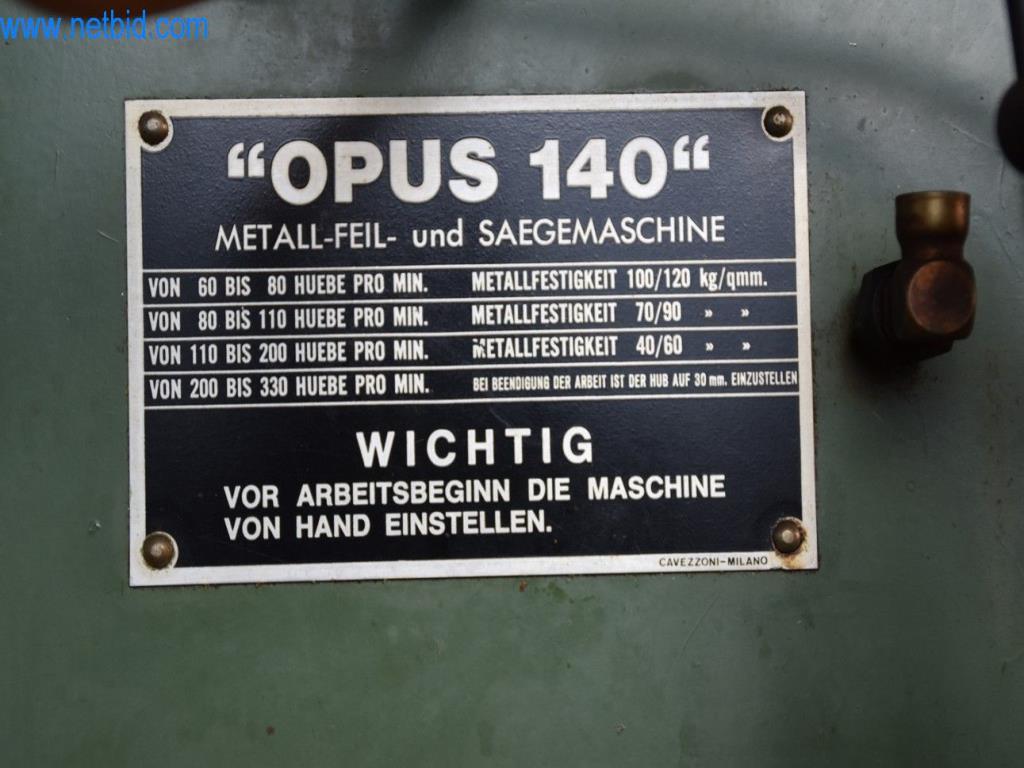 www.netbid.com
“OPUS 140“
METALL-FEIL- und SAEGEMASCHINE
VON 60 BIS 80 HUEBE PRO MIN. METALLFESTIGKEIT 100/120 kg/qmm.
VON 80 BIS 110 HUEBE PRO MIN. METALLFESTIGKEIT 70/90 » »
VON 110 BIS 200 HUEBE PRO MIN. METALLFESTIGKEIT 40/60 » »
VON 200 BIS 330 HUEBE PRO MIN. BEI BEENDIGUNG DER ARBEIT IST DER HUB AUF 30 mm. EINZUSTELLEN
WICHTIG
VOR ARBEITSBEGINN DIE MASCHINE
VON HAND EINSTELLEN.
CAVEZZONI-MILANO